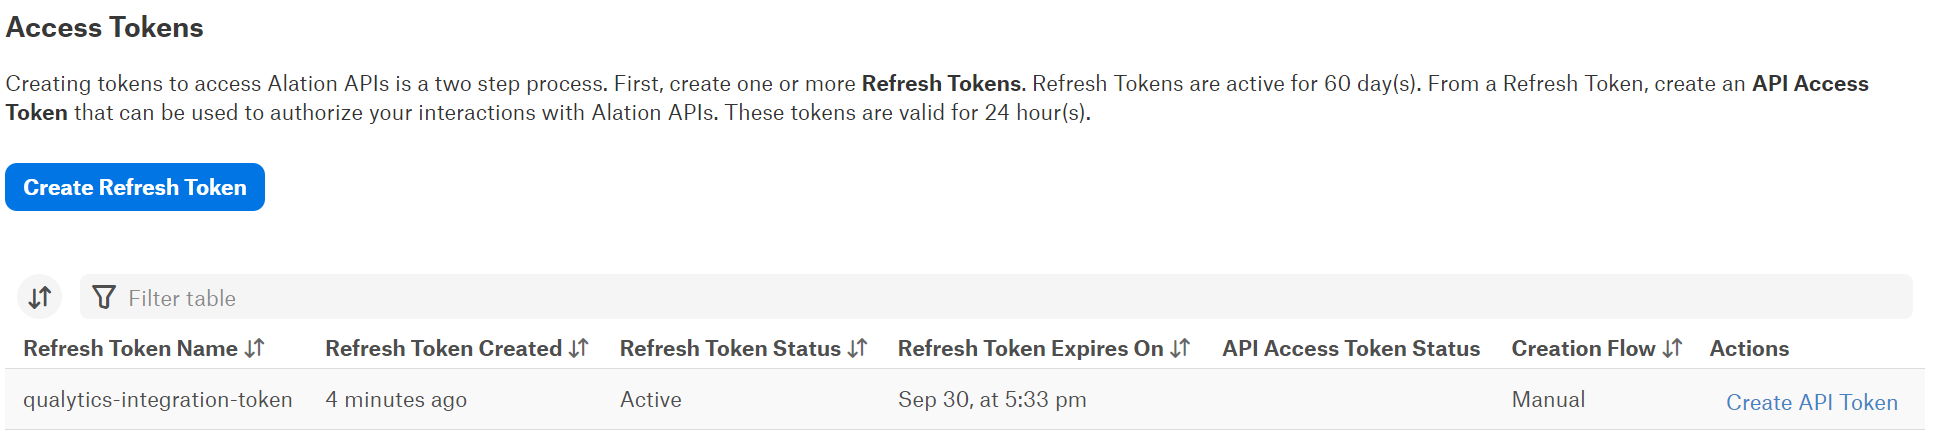 Access Tokens
Creating tokens to access Alation APIs is a two step process. First, create one or more Refresh Tokens. Refresh Tokens are active for 60 day(s). From a Refresh Token, create an API Access
Token that can be used to authorize your interactions with Alation APIs. These tokens are valid for 24 hour(s).
Create Refresh Token
Filter table
Refresh Token Name Refresh Token Created Refresh Token Status Refresh Token Expires On API Access Token Status Creation Flow Actions
qualytics-integration-token 4 minutes ago Active Sep 30, at 5:33 pm Manual Create API Token